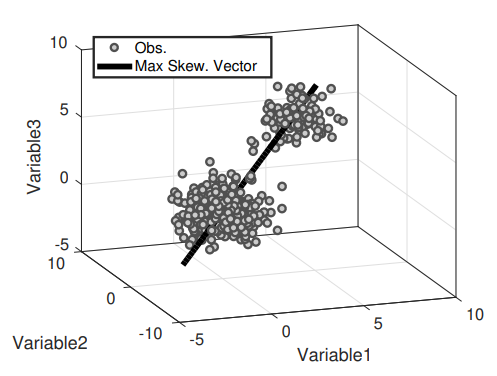 10
Obs.
Max Skew. Vector
5
Variable3
0
-5
10
0
-10
-5
0
5
10
Variable2
Variable1